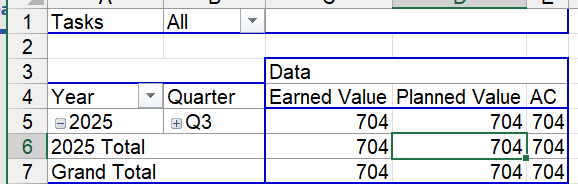 A B C D E
1 Tasks All
2
3 Data
4 Year Quarter Earned Value Planned Value AC
5 2025 Q3 704 704 704
6 2025 Total 704 704 704
7 Grand Total 704 704 704